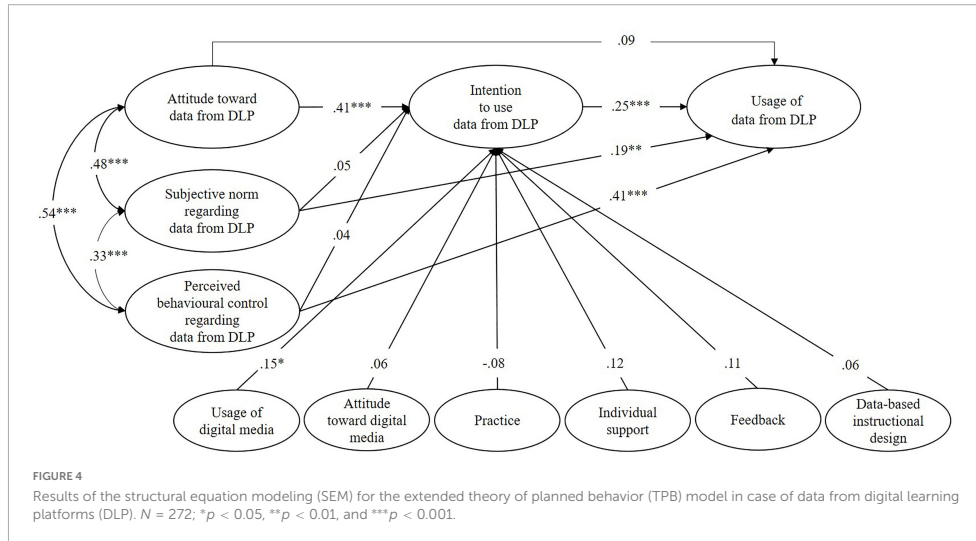 .09
Attitude toward
data from DLP
.41***
Intention
to use
data from DLP
.25***
Usage of
data from DLP
.48***
.05
.19**
Subjective norm
regarding
data from DLP
.54***
.41***
.04
.33***
Perceived
behavioural control
regarding
data from DLP
.15*
.06
-.08
.12
.11
.06
Usage of
digital media
Attitude
toward digital
media
Practice
Individual
support
Feedback
Data-based
instructional
design
FIGURE 4
Results of the structural equation modeling (SEM) for the extended theory of planned behavior (TPB) model in case of data from digital learning
platforms (DLP). N = 272; *p < 0.05, **p < 0.01, and ***p < 0.001.